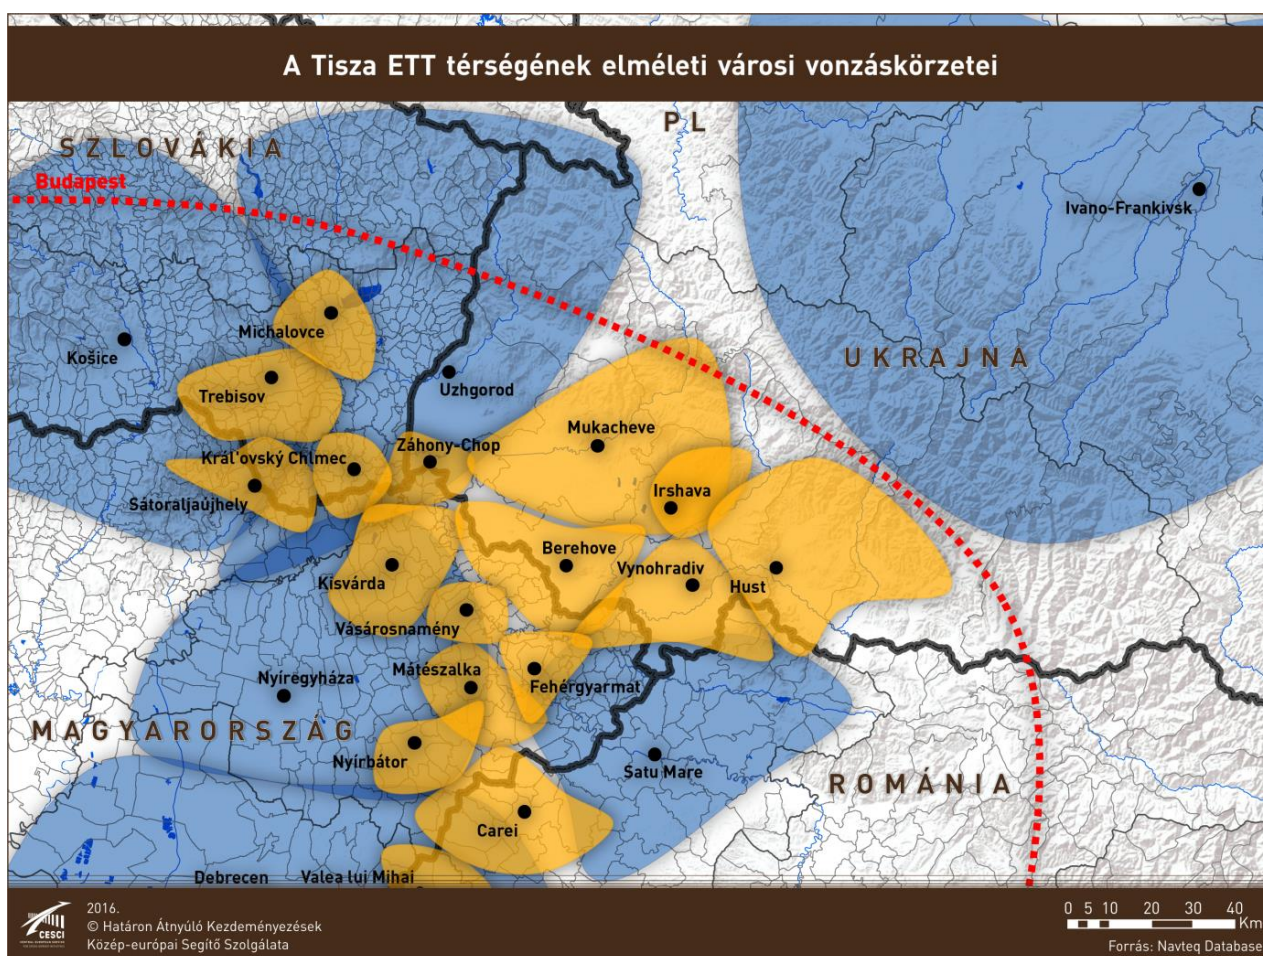 A Tisza ETT térségének elméleti városi vonzáskörzetei
PL
SZLOVÁKIA
Budapest
Ivano-Frankivsk
Michalovce
Košice
UKRAJNA
Trebisov
Uzhgorod
Mukacheve
Záhony-Chop
Král'ovský Chlmec
Irshava
Sátoraljaújhely
Berehove
Kisvárda
Vynohradiv
Hust
Vásárosnamény
Mátészalka
Nyíregyháza
Fehérgyarmat
MAGYARORSZÁG
Nyírbátor
Satu Mare
ROMÁNIA
Carei
Debrecen
Valea lui Mihai
CESCI
2016.
© Határon Átnyúló Kezdeményezések
Közép-európai Segítő Szolgálata
0 5 10 20 30 40
Km
Forrás: Navteq Database